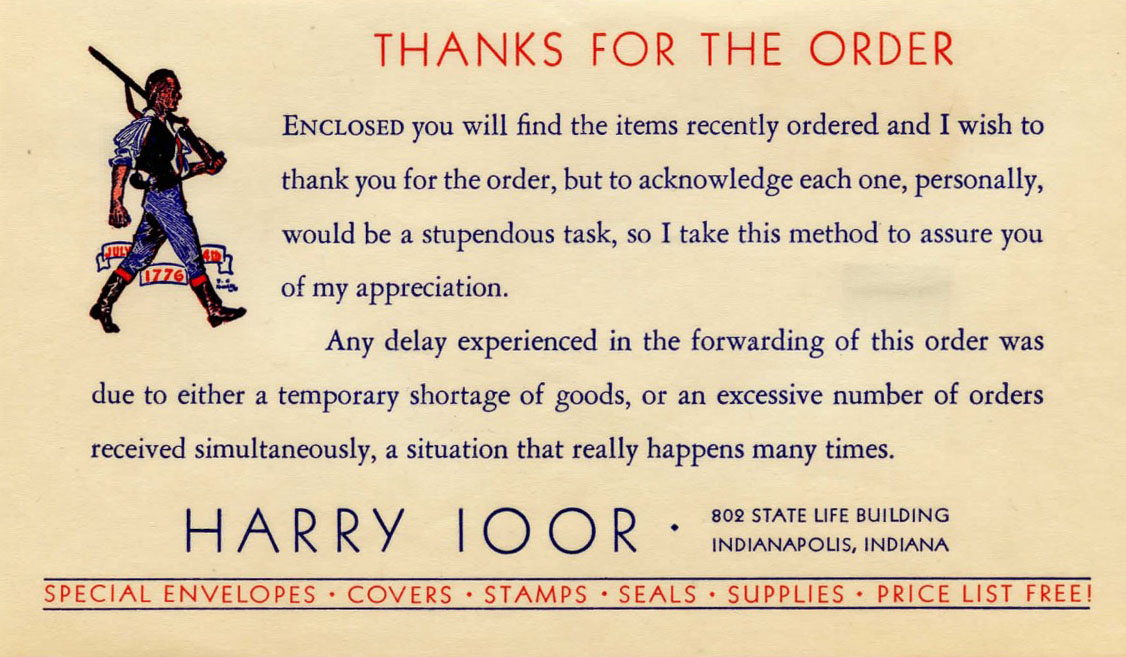 THANKS FOR THE ORDER
ENCLOSED you will find the items recently ordered and I wish to
thank you for the order, but to acknowledge each one, personally,
would be a stupendous task, so I take this method to assure you
of my appreciation.
JULY 4th
1776
Any delay experienced in the forwarding of this order was
due to either a temporary shortage of goods, or an excessive number of orders
received simultaneously, a situation that really happens many times.
HARRY IOOR · 802 STATE LIFE BUILDING
INDIANAPOLIS, INDIANA
SPECIAL ENVELOPES · COVERS · STAMPS · SEALS · SUPPLIES · PRICE LIST FREE!